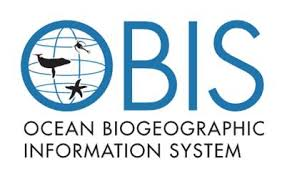 OBIS
OCEAN BIOGEOGRAPHIC
INFORMATION SYSTEM